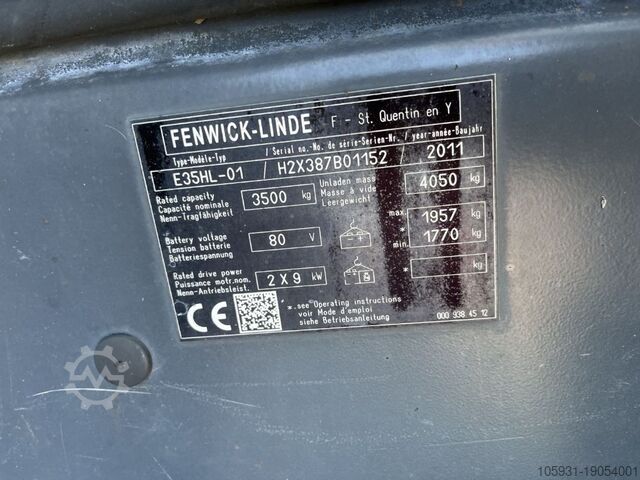 FENWICK-LINDE F - St. Quentin en Y
Type-Modèle-Typ / Serial no.-No de série-Serien-Nr. / year-année-Baujahr
E35HL-01 / H2X387B01152 / 2011
Rated capacity
Capacité nominale
Nenn-Tragfähigkeit
3500 kg
Unladen mass
Masse à vide
Leergewicht
4050 kg
Battery voltage
Tension batterie
Batteriespannung
80 V
max. 1957 kg
* min. 1770 kg
Rated drive power
Puissance motr.nom.
Nenn-Antriebsleist.
2 X 9 kW
* kg
CE
*.see Operating instructions
voir Mode d'emploi
siehe Betriebsanleitung
000 938 45 12
105931-19054001